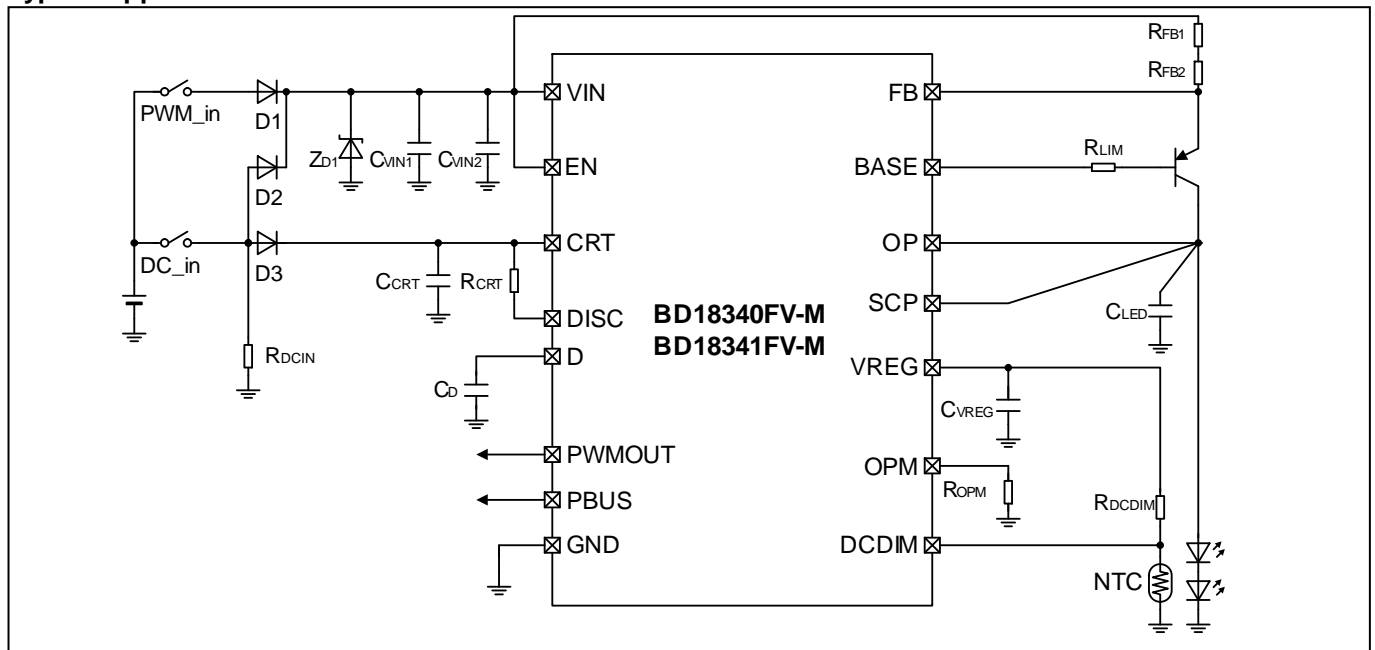 RFB1
RFB2
VIN
FB
PWM_in
D1
ZD1
CVIN1
CVIN2
RLIM
D2
EN
BASE
CRT
OP
DC_in
D3
CCRT
RCRT
SCP
CLED
DISC
BD18340FV-M
BD18341FV-M
RDCIN
D
VREG
CD
CVREG
PWMOUT
OPM
ROPM
RDCDIM
PBUS
GND
DCDIM
NTC